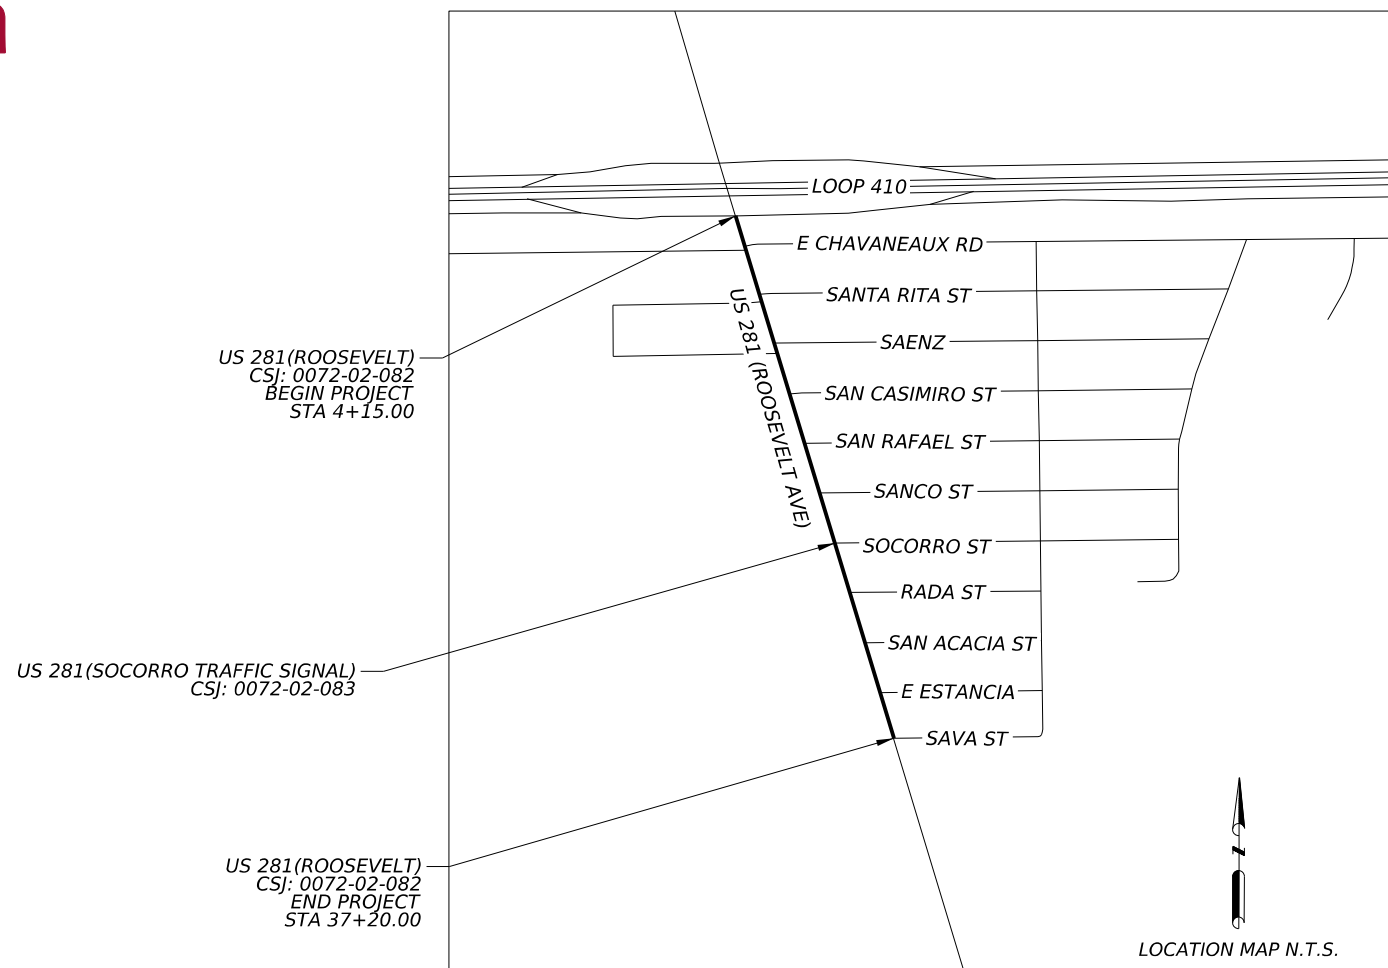 LOOP 410
E CHAVANEAUX RD
SANTA RITA ST
US 281 (ROOSEVELT AVE)
SAENZ
US 281(ROOSEVELT)
CSJ: 0072-02-082
BEGIN PROJECT
STA 4+15.00
SAN CASIMIRO ST
SAN RAFAEL ST
SANCO ST
SOCORRO ST
RADA ST
SAN ACACIA ST
US 281(SOCORRO TRAFFIC SIGNAL)
CSJ: 0072-02-083
E ESTANCIA
SAVA ST
US 281(ROOSEVELT)
CSJ: 0072-02-082
END PROJECT
STA 37+20.00
LOCATION MAP N.T.S.